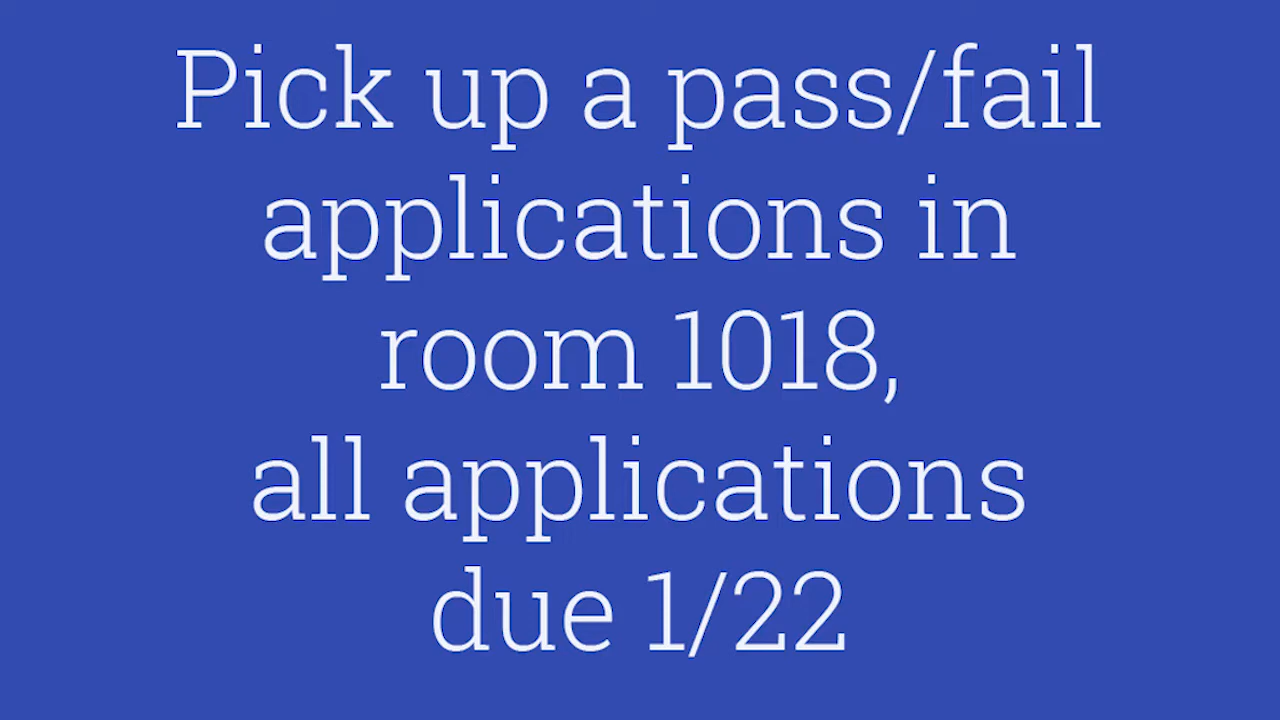 Pick up a pass/fail
applications in
room 1018,
all applications
due 1/22